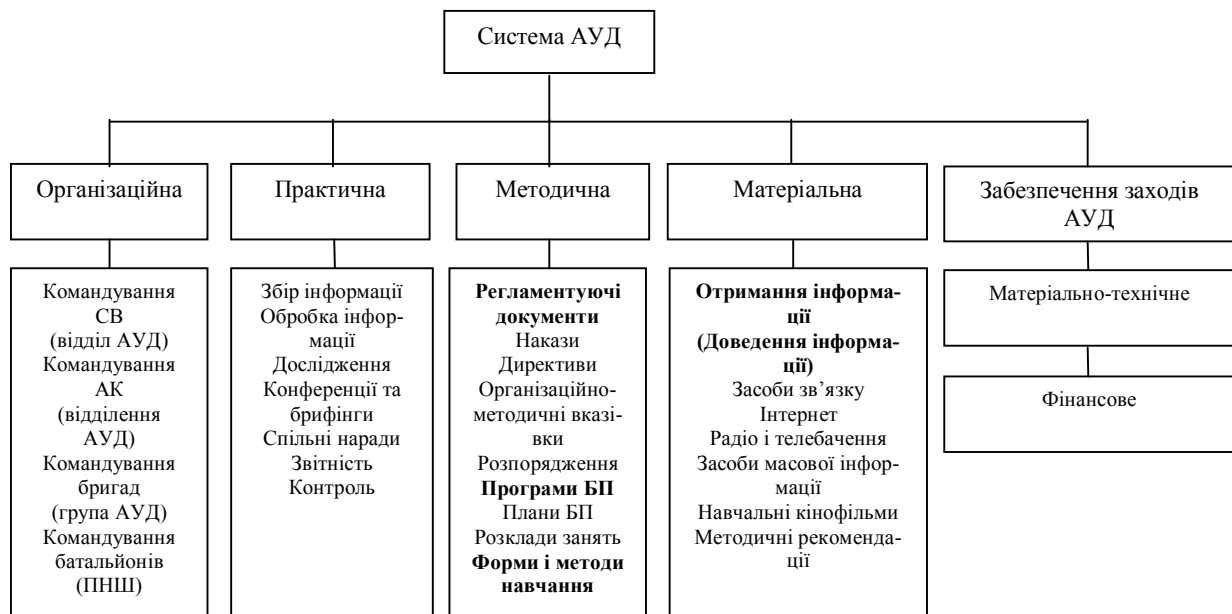 Система АУД
Організаційна
Командування
СВ
(відділ АУД)
Командування
АК
(відділення
АУД)
Командування
бригад
(група АУД)
Командування
батальйонів
(ПНШ)
Практична
Збір інформації
Обробка інфор-
мації
Дослідження
Конференції та
брифінги
Спільні наради
Звітність
Контроль
Методична
Регламентуючі
документи
Накази
Директиви
Організаційно-
методичні вказі-
вки
Розпорядження
Програми БП
Плани БП
Розклади занять
Форми і методи
навчання
Матеріальна
Отримання інформа-
ції
(Доведення інформа-
ції)
Засоби зв’язку
Інтернет
Радіо і телебачення
Засоби масової інфор-
мації
Навчальні кінофільми
Методичні рекоменда-
ції
Забезпечення заходів
АУД
Матеріально-технічне
Фінансове